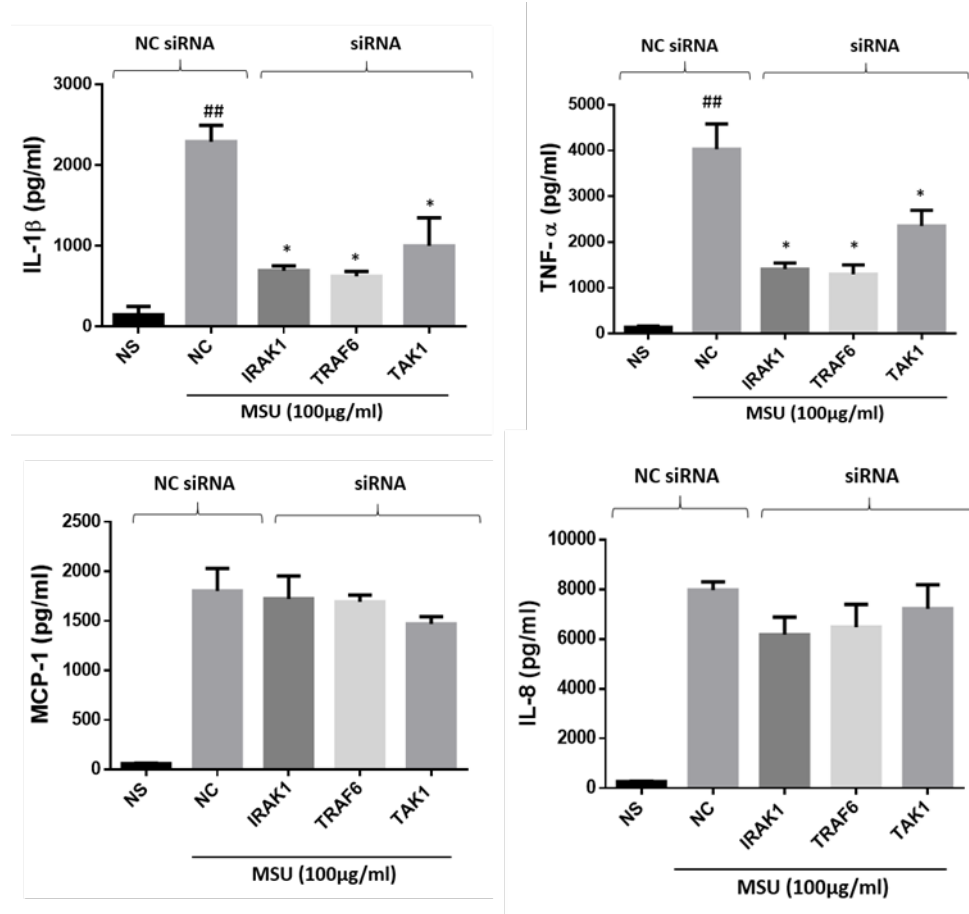 NC siRNA siRNA
IL-1β (pg/ml)
3000
2000
1000
0
##
*
*
*
NS NC IRAK1 TRAF6 TAK1
MSU (100µg/ml)
NC siRNA siRNA
TNF- α (pg/ml)
5000
4000
3000
2000
1000
0
##
*
*
*
NS NC IRAK1 TRAF6 TAK1
MSU (100µg/ml)
NC siRNA siRNA
MCP-1 (pg/ml)
2500
2000
1500
1000
500
0
NS NC IRAK1 TRAF6 TAK1
MSU (100µg/ml)
NC siRNA siRNA
IL-8 (pg/ml)
10000
8000
6000
4000
2000
0
NS NC IRAK1 TRAF6 TAK1
MSU (100µg/ml)